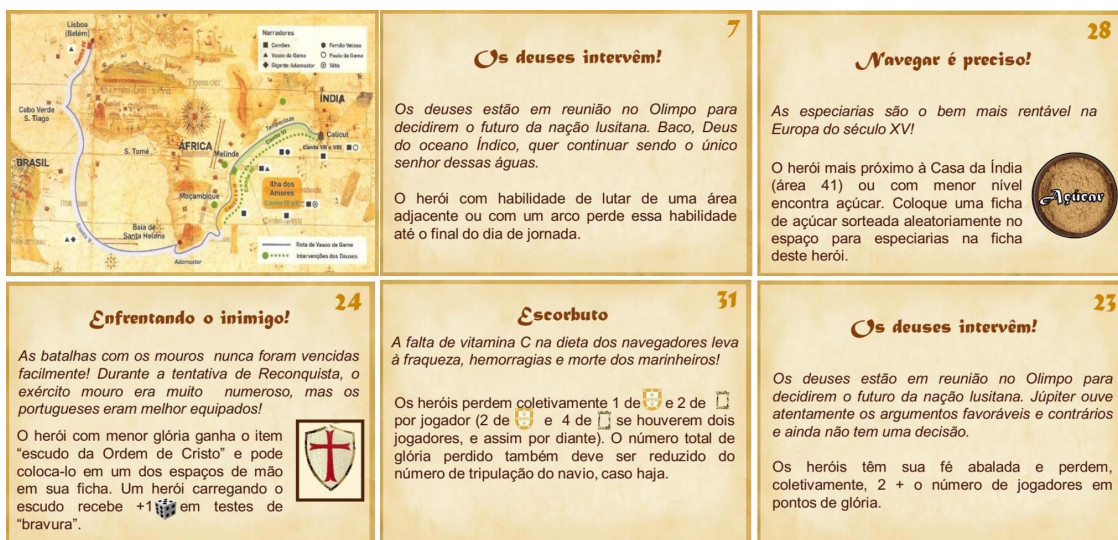 Lisboa
(Belém)
Narradores
Camões
Fernão Veloso
Vasco da Gama
Paulo da Gama
Gigante Adamastor
Tétis
Cabo Verde
S. Tiago
ÍNDIA
Tempestade
Canto VI
Calicut
Canto VII e VIII
BRASIL
S. Tomé
ÁFRICA
Melinde
Moçambique
Ilha dos
Amores
Baía de
Santa Helena
Canto V
Adamastor
Rota de Vasco da Gama
Intervenções dos Deuses
7
Os deuses intervêm!
Os deuses estão em reunião no Olimpo para
decidirem o futuro da nação lusitana. Baco, Deus
do oceano Índico, quer continuar sendo o único
senhor dessas águas.
O herói com habilidade de lutar de uma área
adjacente ou com um arco perde essa habilidade
até o final do dia de jornada.
28
Navegar é preciso!
As especiarias são o bem mais rentável na
Europa do século XV!
O herói mais próximo à Casa da Índia
(área 41) ou com menor nível
encontra açúcar. Coloque uma ficha
de açúcar sorteada aleatoriamente no
espaço para especiarias na ficha
deste herói.
Açúcar
24
Enfrentando o inimigo!
As batalhas com os mouros nunca foram vencidas
facilmente! Durante a tentativa de Reconquista, o
exército mouro era muito numeroso, mas os
portugueses eram melhor equipados!
O herói com menor glória ganha o item
"escudo da Ordem de Cristo" e pode
coloca-lo em um dos espaços de mão
em sua ficha. Um herói carregando o
escudo recebe +1 em testes de
"bravura".
31
Escorbuto
A falta de vitamina C na dieta dos navegadores leva
à fraqueza, hemorragias e morte dos marinheiros!
Os heróis perdem coletivamente 1 de e 2 de
por jogador (2 de e 4 de se houverem dois
jogadores, e assim por diante). O número total de
glória perdido também deve ser reduzido do
número de tripulação do navio, caso haja.
23
Os deuses intervêm!
Os deuses estão em reunião no Olimpo para
decidirem o futuro da nação lusitana. Júpiter ouve
atentamente os argumentos favoráveis e contrários
e ainda não tem uma decisão.
Os heróis têm sua fé abalada e perdem,
coletivamente, 2 + o número de jogadores em
pontos de glória.